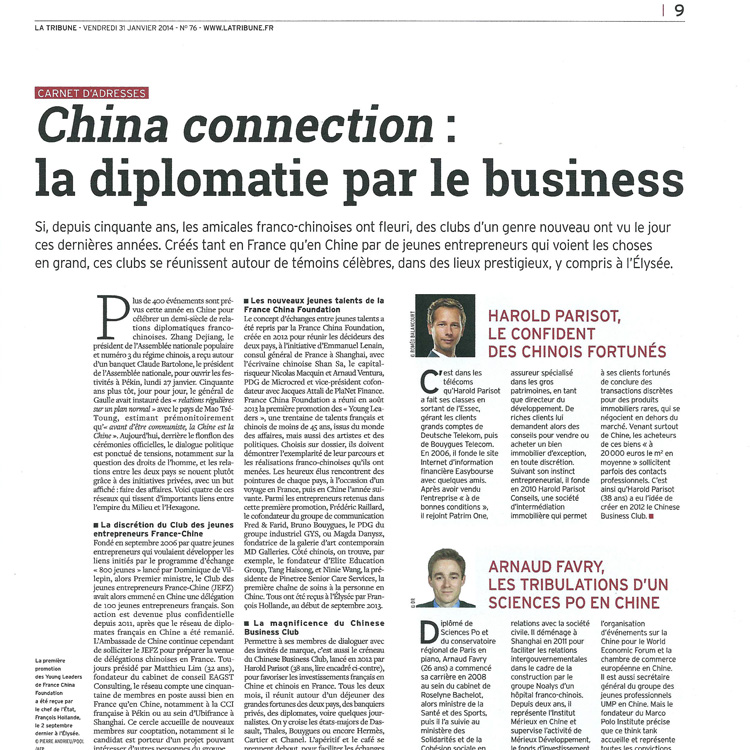 9
LA TRIBUNE - VENDREDI 31 JANVIER 2014 - Nº 76 - WWW.LATRIBUNE.FR
CARNET D'ADRESSES
China connection :
la diplomatie par le business
Si, depuis cinquante ans, les amicales franco-chinoises ont fleuri, des clubs d'un genre nouveau ont vu le jour
ces dernières années. Créés tant en France qu'en Chine par de jeunes entrepreneurs qui voient les choses
en grand, ces clubs se réunissent autour de témoins célèbres, dans des lieux prestigieux, y compris à l'Élysée.
Plus de 400 événements sont pré-
vus cette année en Chine pour
célébrer un demi-siècle de rela-
tions diplomatiques franco-
chinoises. Zhang Dejiang, le
président de l'Assemblée nationale populaire
et numéro 3 du régime chinois, a reçu autour
d'un banquet Claude Bartolone, le président
de l'Assemblée nationale, pour ouvrir les fes-
tivités à Pékin, lundi 27 janvier. Cinquante
ans plus tôt, jour pour jour, le général de
Gaulle avait instauré des « relations régulières
sur un plan normal » avec le pays de Mao Tsé-
Toung, estimant prémonitoirement
qu'« avant d'être communiste, la Chine est la
Chine ». Aujourd'hui, derrière le flonflon des
cérémonies officielles, le dialogue politique
est ponctué de tensions, notamment sur la
question des droits de l'homme, et les rela-
tions entre les deux pays se nouent plutôt
grâce à des initiatives privées, avec un but
affiché : faire des affaires. Voici quatre de ces
réseaux qui tissent d'importants liens entre
l'empire du Milieu et l'Hexagone.
■ La discrétion du Club des jeunes
entrepreneurs France-Chine
Fondé en septembre 2006 par quatre jeunes
entrepreneurs qui voulaient développer les
liens initiés par le programme d'échange
« 800 jeunes » lancé par Dominique de Vil-
lepin, alors Premier ministre, le Club des
jeunes entrepreneurs France-Chine (JEFZ)
avait alors emmené en Chine une délégation
de 100 jeunes entrepreneurs français. Son
action est devenue plus confidentielle
depuis 2011, après que le réseau de diplo-
mates français en Chine a été remanié.
L'Ambassade de Chine continue cependant
de solliciter le JEFZ pour préparer la venue
de délégations chinoises en France. Tou-
jours présidé par Matthieu Lim (32 ans),
fondateur du cabinet de conseil EAGST
Consulting, le réseau compte une cinquan-
taine de membres en poste aussi bien en
France qu'en Chine, notamment à la CCI
française à Pékin ou au sein d'Ubifrance à
Shanghai. Ce cercle accueille de nouveaux
membres sur cooptation, notamment si le
candidat est porteur d'un projet pouvant
intéresser d'autres membres du groupe.
La première
promotion
des Young Leaders
de France China
Foundation
a été reçue par
le chef de l'État,
François Hollande,
le 2 septembre
dernier à l'Élysée.
© PIERRE ANDRIEU/POOL/
AFP
■ Les nouveaux jeunes talents de la
France China Foundation
Le concept d'échanges entre jeunes talents a
été repris par la France China Foundation,
créée en 2012 pour réunir les décideurs des
deux pays, à l'initiative d'Emmanuel Lenain,
consul général de France à Shanghai, avec
l'écrivaine chinoise Shan Sa, le capital-
risqueur Nicolas Macquin et Arnaud Ventura,
PDG de Microcred et vice-président cofon-
dateur avec Jacques Attali de PlaNet Finance.
France China Foundation a réuni en août
2013 la première promotion des « Young Lea-
ders », une trentaine de talents français et
chinois de moins de 45 ans, issus du monde
des affaires, mais aussi des artistes et des
politiques. Choisis sur dossier, ils doivent
démontrer l'exemplarité de leur parcours et
les réalisations franco-chinoises qu'ils ont
menées. Les heureux élus rencontrent des
pointures de chaque pays, à l'occasion d'un
voyage en France, puis en Chine l'année suivan-
te. Parmi les entrepreneurs retenus dans
cette première promotion, Frédéric Raillard,
le cofondateur du groupe de communication
Fred & Farid, Bruno Bouygues, le PDG du
groupe industriel GYS, ou Magda Danysz,
fondatrice de la galerie d'art contemporain
MD Galleries. Côté chinois, on trouve, par
exemple, le fondateur d'Elite Education
Group, Tang Haisong, et Ninie Wang, la pré-
sidente de Pinetree Senior Care Services, la
première chaîne de soins à la personne en
Chine. Tous ont été reçus à l'Élysée par Fran-
çois Hollande, au début de septembre 2013.
■ La magnificence du Chinese
Business Club
Permettre à ses membres de dialoguer avec
des invités de marque, c'est aussi le créneau
du Chinese Business Club, lancé en 2012 par
Harold Parisot (38 ans, lire encadré ci-contre),
pour favoriser les investissements français en
Chine et chinois en France. Tous les deux
mois, il réunit autour d'un déjeuner des
grandes fortunes des deux pays, des banquiers
privés, des diplomates, voire quelques jour-
nalistes. On y croise les états-majors de Das-
sault, Thales, Bouygues ou encore Hermès,
Cartier et Chanel. L'apéritif et le café se
prennent debout, pour faciliter les échanges
HAROLD PARISOT,
LE CONFIDENT
DES CHINOIS FORTUNÉS
C'est dans les
télécoms
qu'Harold Parisot
a fait ses classes en
sortant de l'Essec,
gérant les clients
grands comptes de
Deutsche Telekom, puis
de Bouygues Telecom.
En 2006, il fonde le site
Internet d'information
financière Easybourse
avec quelques amis.
Après avoir vendu
l'entreprise « à de
bonnes conditions »,
il rejoint Patrim One,
assureur spécialisé
dans les gros
patrimoines, en tant
que directeur du
développement. De
riches clients lui
demandent alors des
conseils pour vendre ou
acheter un bien
immobilier d'exception,
en toute discrétion.
Suivant son instinct
entrepreneurial, il fond
en 2010 Harold Parisot
Conseils, une société
d'intermédiation
immobilière qui permet
à ses clients fortunés
de conclure des
transactions discrètes
pour des produits
immobiliers rares, qui
se négocient en dehors du
marché. Venant surtout
de Chine, les acheteurs
de ces biens « à
20 000 euros le m² en
moyenne » sollicitent
parfois des contacts
professionnels. C'est
ainsi qu'Harold Parisot
(38 ans) a eu l'idée de
créer en 2012 le Chinese
Business Club. ■
ARNAUD FAVRY,
LES TRIBULATIONS D'UN
SCIENCES PO EN CHINE
© DR
Diplômé de
Sciences Po et
du conservatoire
régional de Paris en
piano, Arnaud Favry
(26 ans) a commencé
sa carrière en 2008
au sein du cabinet de
Roselyne Bachelot,
alors ministre de la
Santé et des Sports,
puis il l'a suivie au
ministère des
Solidarités et de la
Cohésion sociale en
relations avec la société
civile. Il déménage à
Shanghai en 2011 pour
faciliter les relations
intergouvernementales
dans le cadre de la
construction par le
groupe Noalys d'un
hôpital franco-chinois.
Depuis deux ans, il
représente l'Institut
Mérieux en Chine et
supervise l'activité de
Mérieux Développement,
le fonds d'investissement
l'organisation
d'événements sur la
Chine pour le World
Economic Forum et la
chambre de commerce
européenne en Chine.
Il est aussi secrétaire
général du groupe des
jeunes professionnels
UMP en Chine. Mais le
fondateur du Marco
Polo Institute précise
que ce think tank
accueille et représente
toutes les